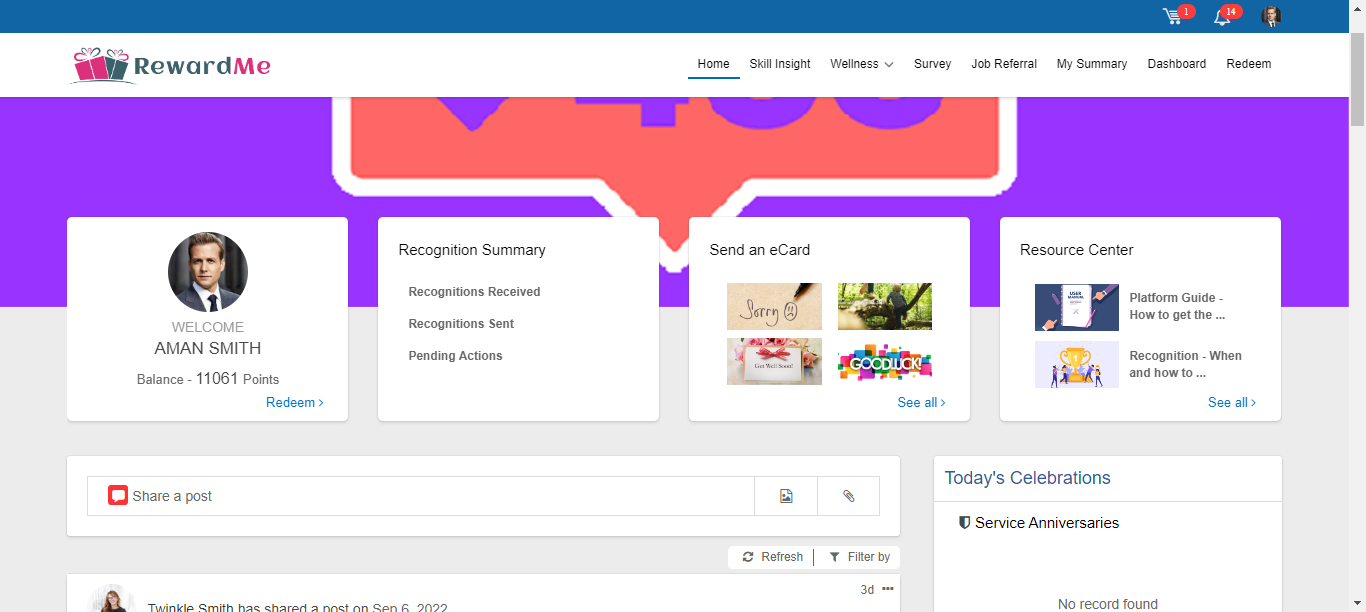 1
14
RewardMe
Home
Skill Insight
Wellness
Survey
Job Referral
My Summary
Dashboard
Redeem
WELCOME
AMAN SMITH
Balance - 11061 Points
Redeem
Recognition Summary
Recognitions Received
Recognitions Sent
Pending Actions
Send an eCard
Sorry
Get Well Soon!
GOODLUCK!
See all
Resource Center
USER
MANUAL
Platform Guide -
How to get the ...
Recognition - When
and how to ...
See all
Share a post
Refresh
Filter by
3d
Twinkle Smith has shared a post on Sep 6, 2022
Today's Celebrations
Service Anniversaries
No record found